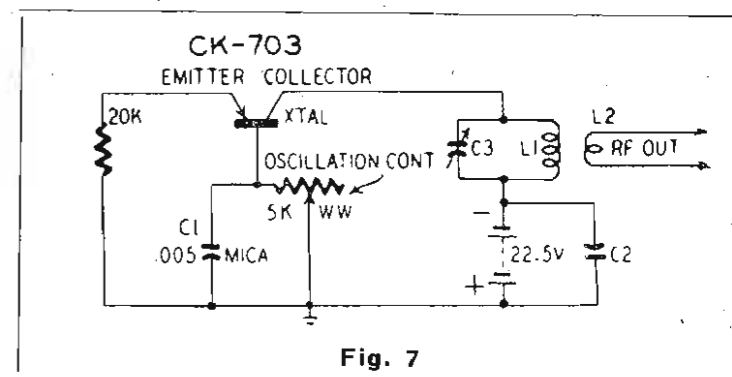 CK-703
EMITTER COLLECTOR
20K
XTAL
C3
L1
L2
RF OUT
OSCILLATION CONT
5K WW
C1
.005 MICA
−
+
22.5V
C2
Fig. 7